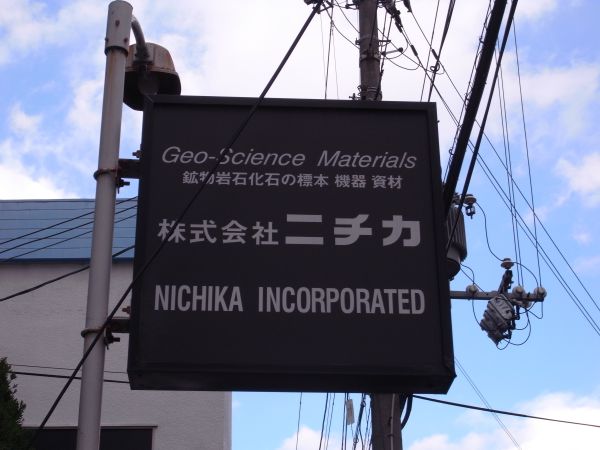 Geo-Science Materials
鉱物岩石化石の標本 機器 資材
株式会社ニチカ
NICHIKA INCORPORATED